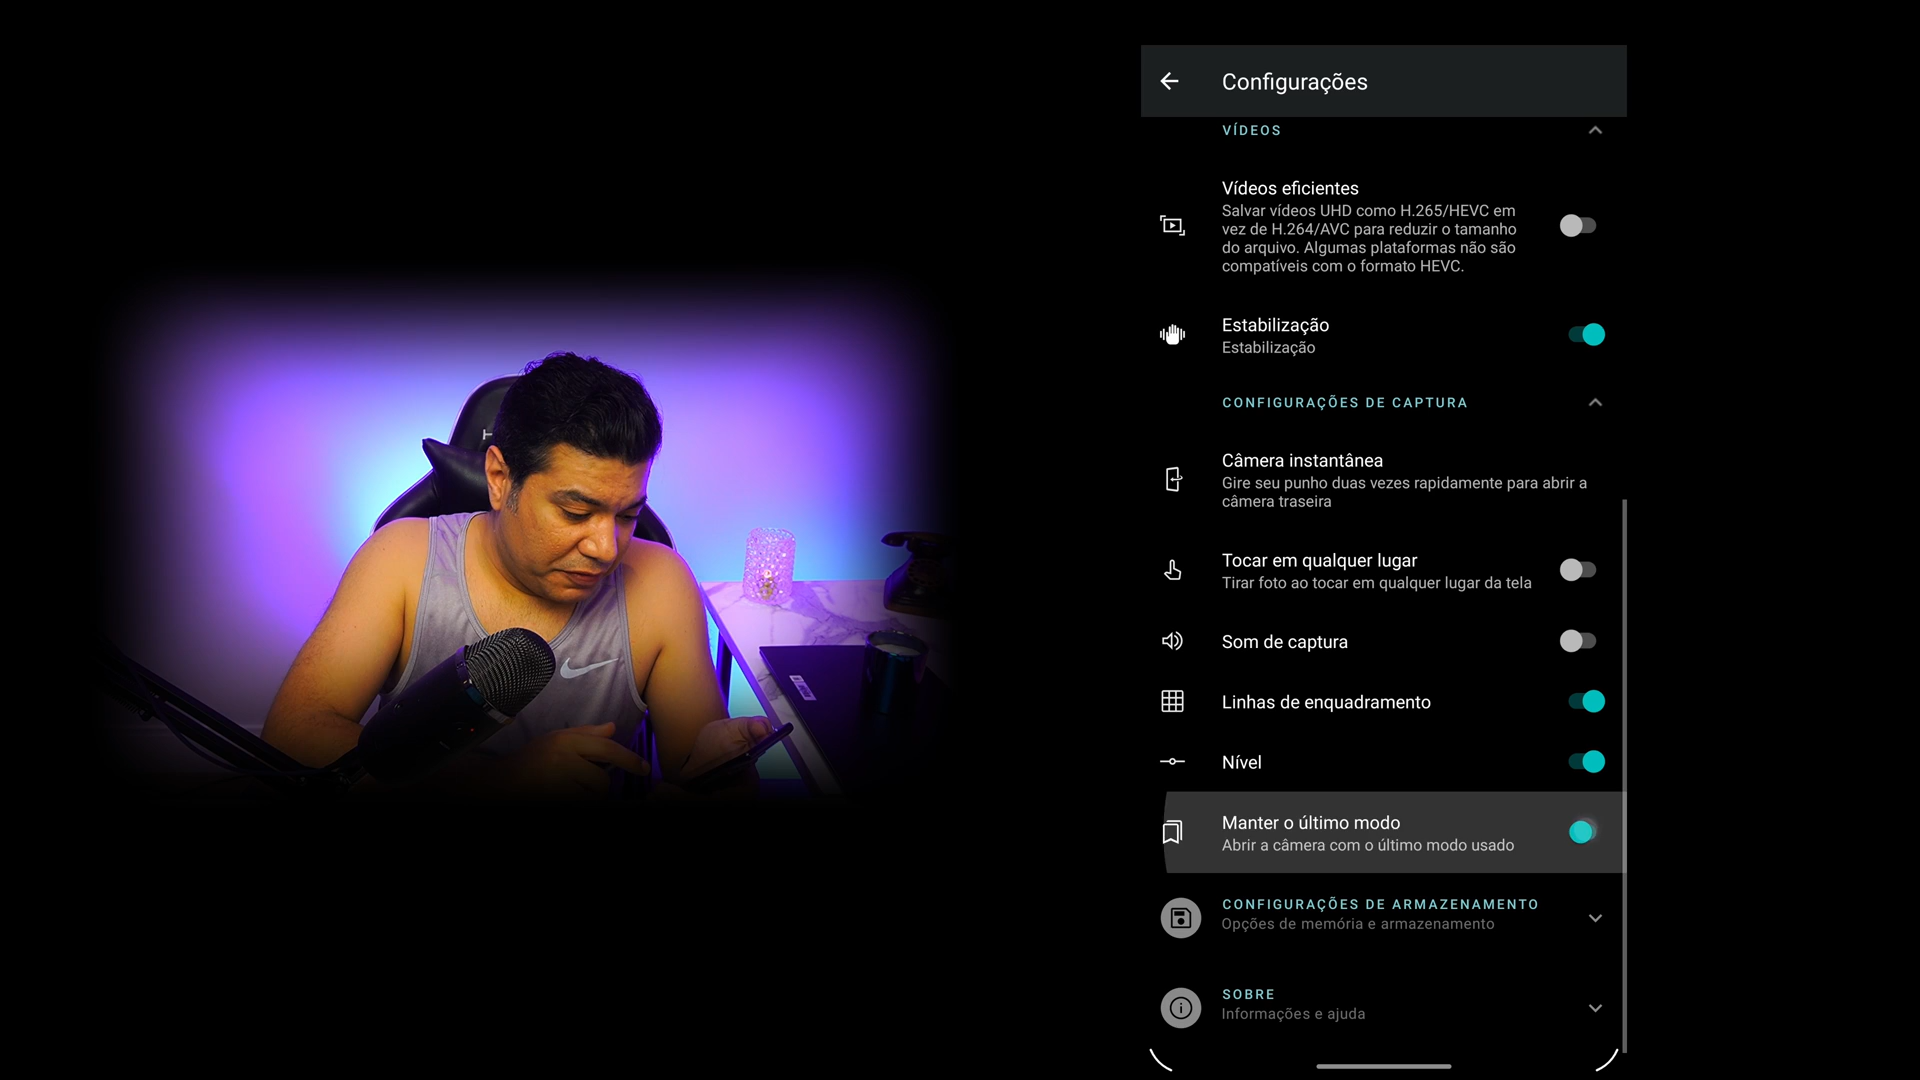 Configurações
VÍDEOS
Vídeos eficientes
Salvar vídeos UHD como H.265/HEVC em
vez de H.264/AVC para reduzir o tamanho
do arquivo. Algumas plataformas não são
compatíveis com o formato HEVC.
Estabilização
Estabilização
CONFIGURAÇÕES DE CAPTURA
Câmera instantânea
Gire seu punho duas vezes rapidamente para abrir a
câmera traseira
Tocar em qualquer lugar
Tirar foto ao tocar em qualquer lugar da tela
Som de captura
Linhas de enquadramento
Nível
Manter o último modo
Abrir a câmera com o último modo usado
CONFIGURAÇÕES DE ARMAZENAMENTO
Opções de memória e armazenamento
SOBRE
Informações e ajuda